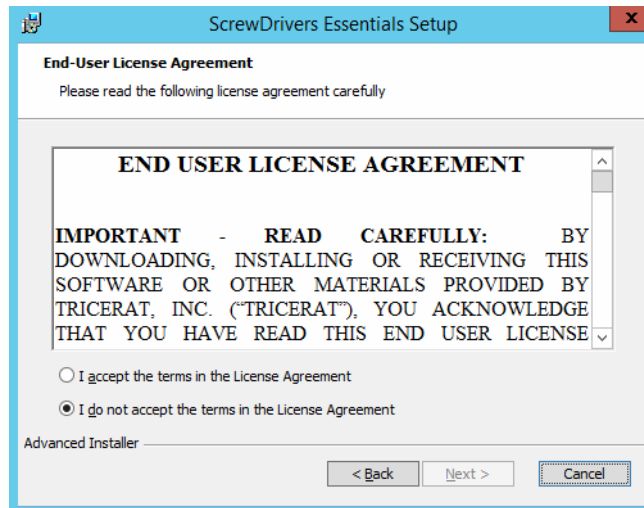 ScrewDrivers Essentials Setup
x
End-User License Agreement
Please read the following license agreement carefully
END USER LICENSE AGREEMENT
IMPORTANT - READ CAREFULLY: BY
DOWNLOADING, INSTALLING OR RECEIVING THIS
SOFTWARE OR OTHER MATERIALS PROVIDED BY
TRICERAT, INC. (“TRICERAT”), YOU ACKNOWLEDGE
THAT YOU HAVE READ THIS END USER LICENSE
I accept the terms in the License Agreement
I do not accept the terms in the License Agreement
Advanced Installer
< Back Next > Cancel